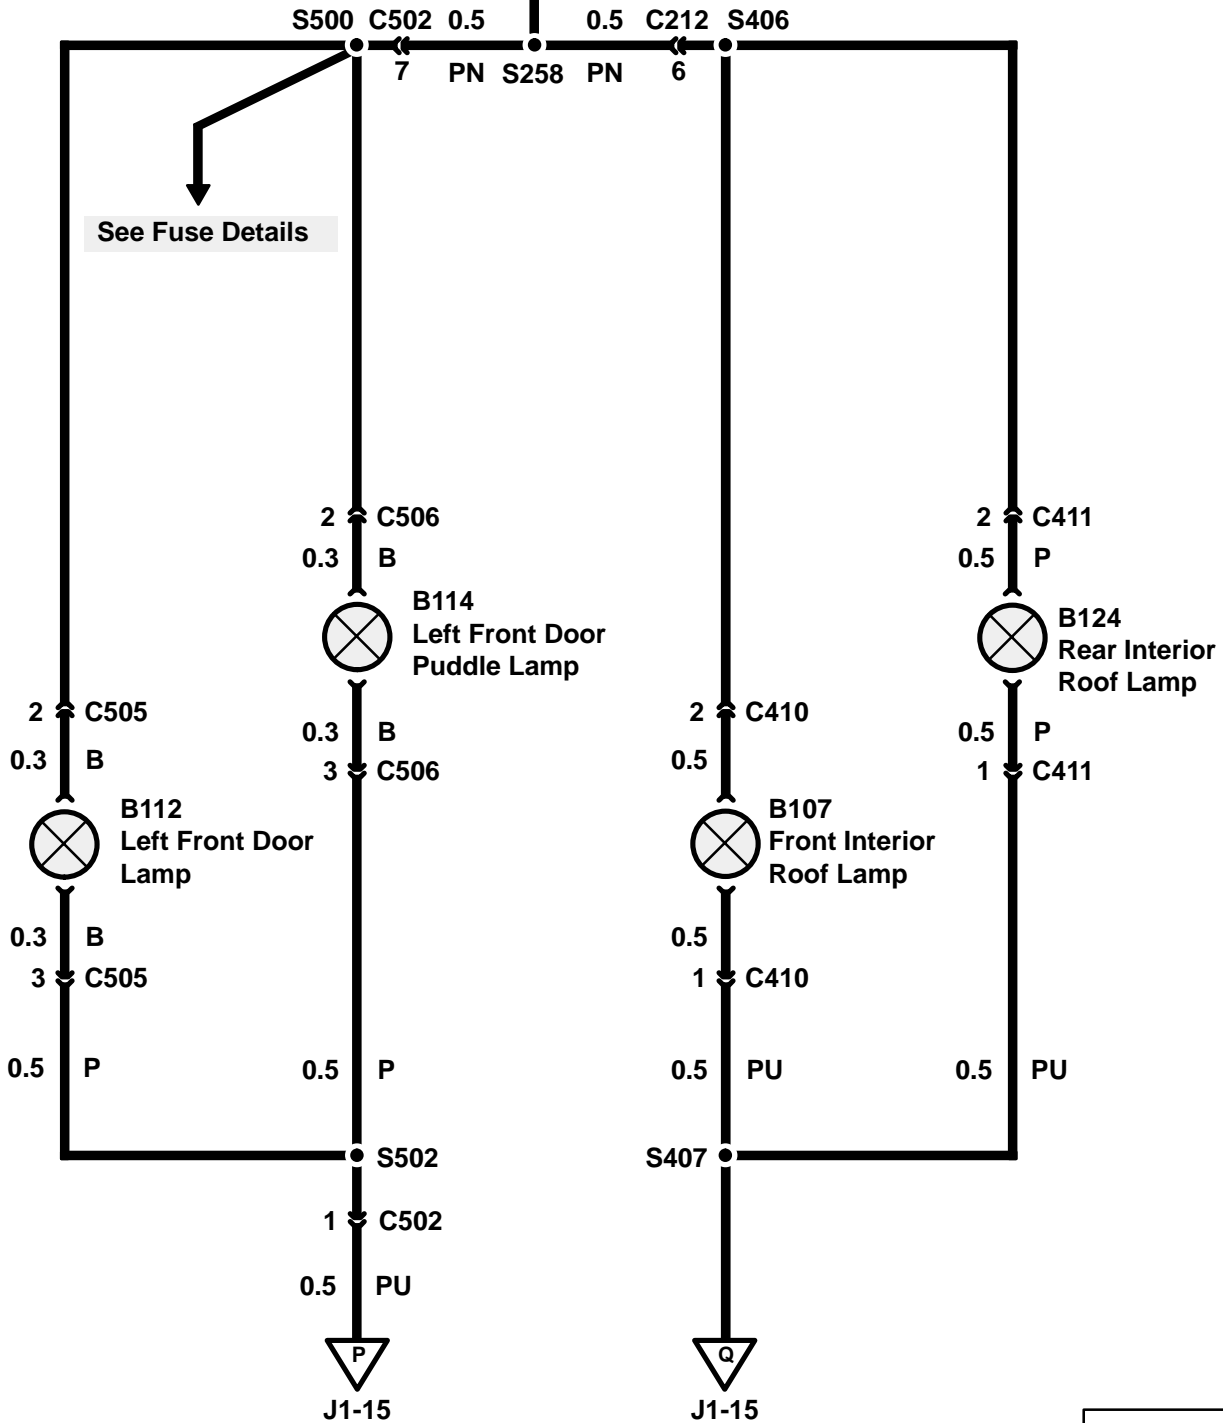 S500 C502 0.5 0.5 C212 S406
7 PN S258 PN 6
See Fuse Details
2 C506
0.3 B
B114
Left Front Door
Puddle Lamp
0.3 B
3 C506
2 C411
0.5 P
B124
Rear Interior
Roof Lamp
0.5 P
1 C411
2 C505
0.3 B
B112
Left Front Door
Lamp
0.3 B
3 C505
2 C410
0.5
B107
Front Interior
Roof Lamp
0.5
1 C410
0.5 P
0.5 P
0.5 PU
0.5 PU
S502
S407
1 C502
0.5 PU
P
Q
J1-15
J1-15